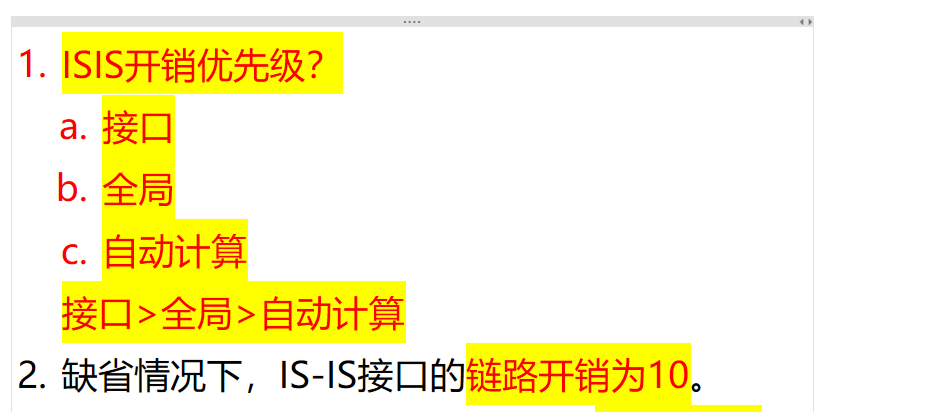 1. ISIS开销优先级？
a. 接口
b. 全局
c. 自动计算
接口>全局>自动计算
2. 缺省情况下，IS-IS接口的链路开销为10。